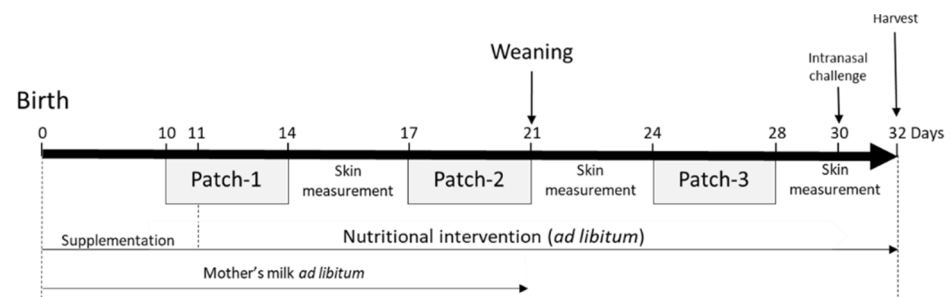 Harvest
Weaning
Intranasal
challenge
Birth
0 10 11 14 17 21 24 28 30 32 Days
Patch-1 Skin measurement Patch-2 Skin measurement Patch-3 Skin measurement
Supplementation Nutritional intervention (ad libitum)
Mother's milk ad libitum